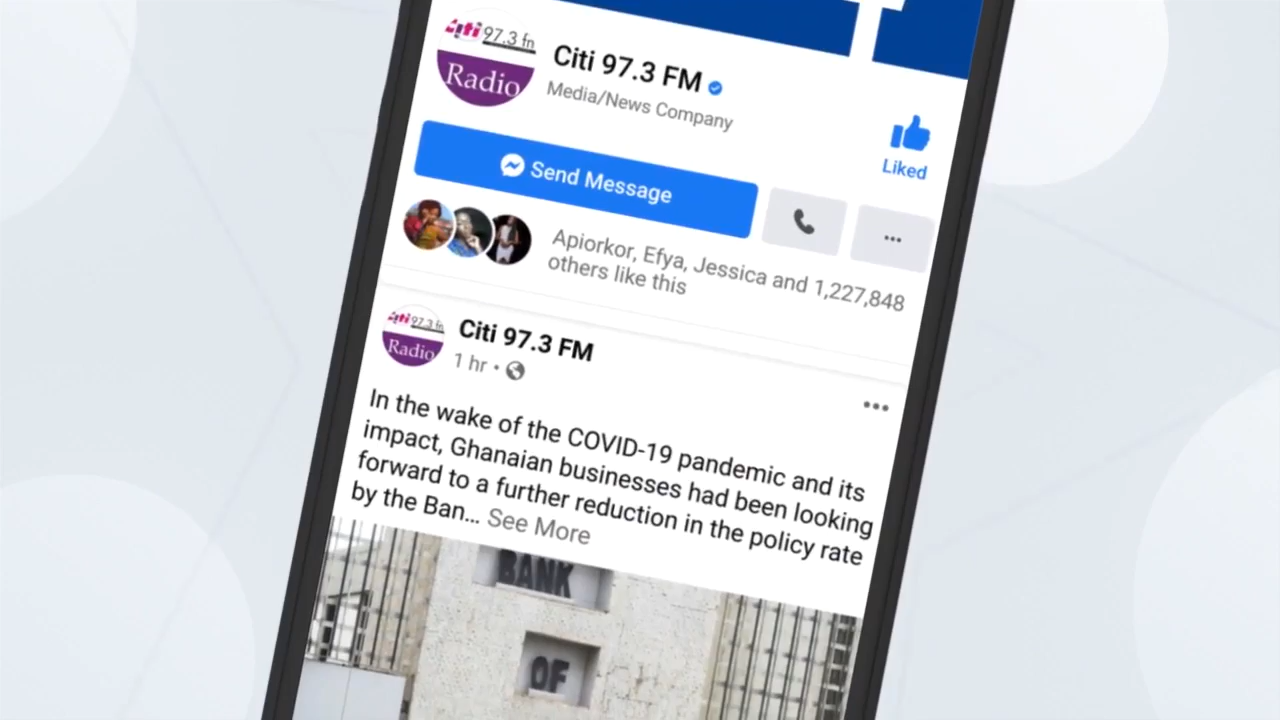 citi 97.3 fm
Radio
Citi 97.3 FM
Media/News Company
Liked
Send Message
Apiorkor, Efya, Jessica and 1,227,848
others like this
citi 97.3 fm
Radio
Citi 97.3 FM
1 hr •
In the wake of the COVID-19 pandemic and its
impact, Ghanaian businesses had been looking
forward to a further reduction in the policy rate
by the Ban... See More
BANK
OF